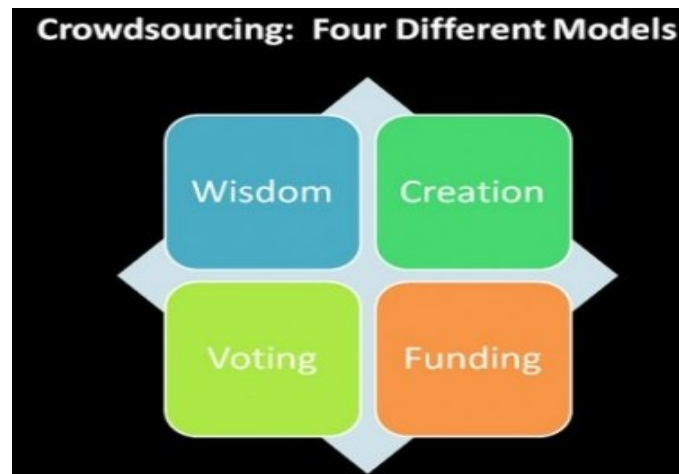 Crowdsourcing: Four Different Models
Wisdom
Creation
Voting
Funding